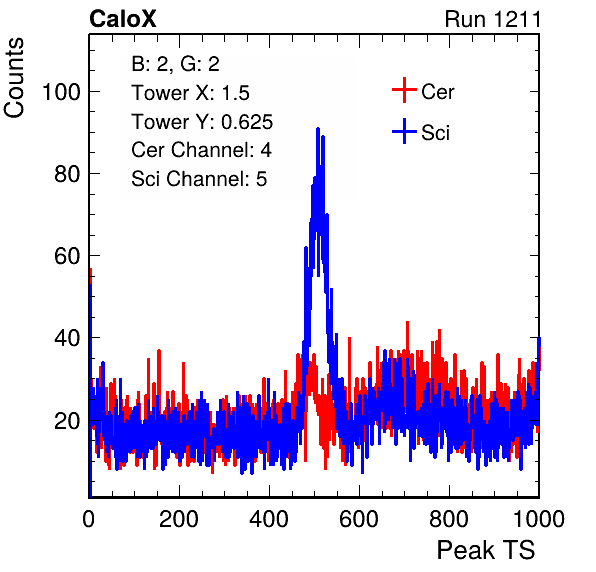 CaloX Run 1211
Counts
B: 2, G: 2
Tower X: 1.5
Tower Y: 0.625
Cer Channel: 4
Sci Channel: 5
Cer
Sci
100
80
60
40
20
0 200 400 600 800 1000
Peak TS